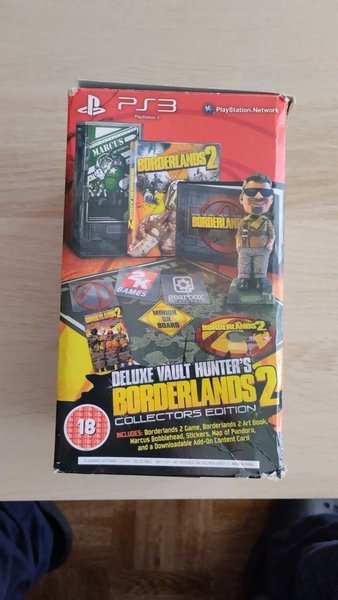 PS3
PlayStation 3
PlayStation Network
MARCUS
BORDERLANDS 2
2K
GAMES
gearbox
MINION ON
BOARD
BORDERLANDS 2
BORDERLANDS 2
DELUXE VAULT HUNTER'S
BORDERLANDS 2
COLLECTORS EDITION
18
INCLUDES: Borderlands 2 Game, Borderlands 2 Art Book,
Marcus Bobblehead, Stickers, Map of Pandora,
and a Downloadable Add-On Content Card